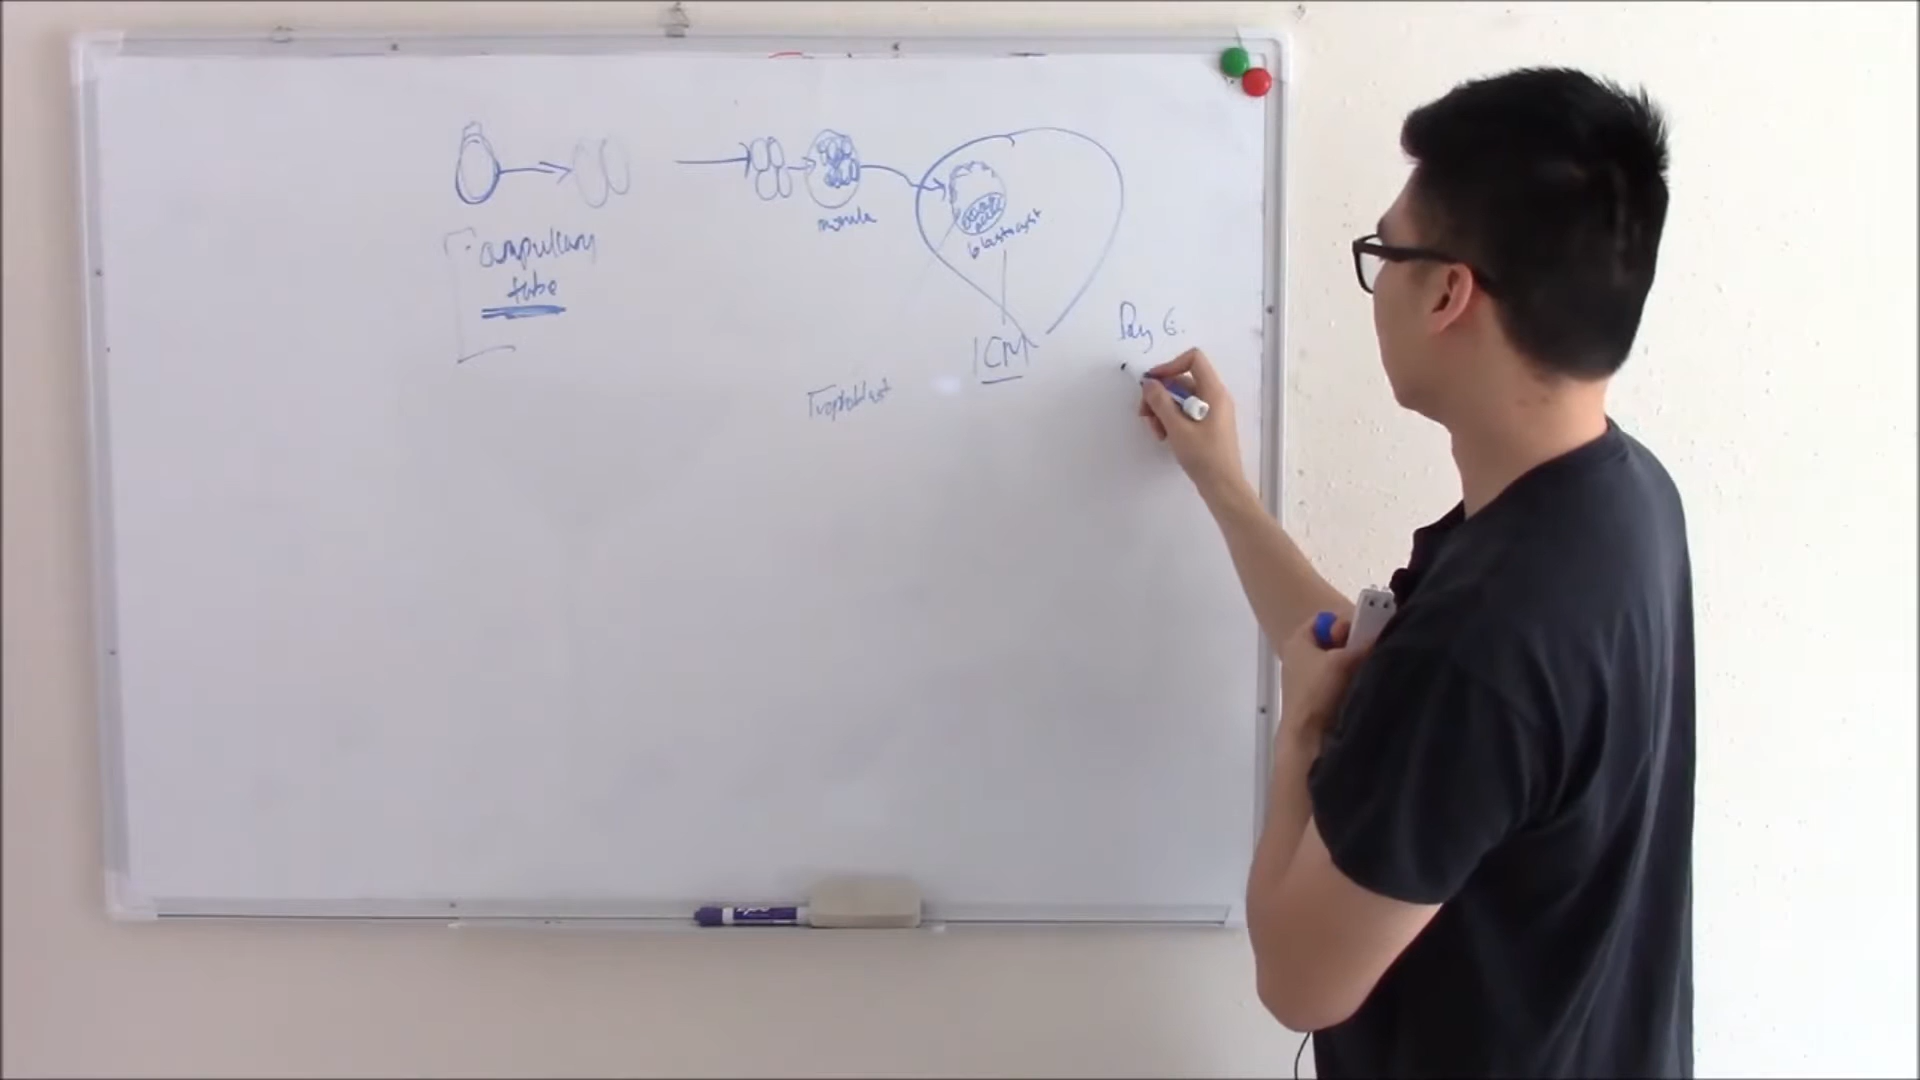 morula
blastocyst
ampullary
tube
Day 6.
ICM
Trophoblast